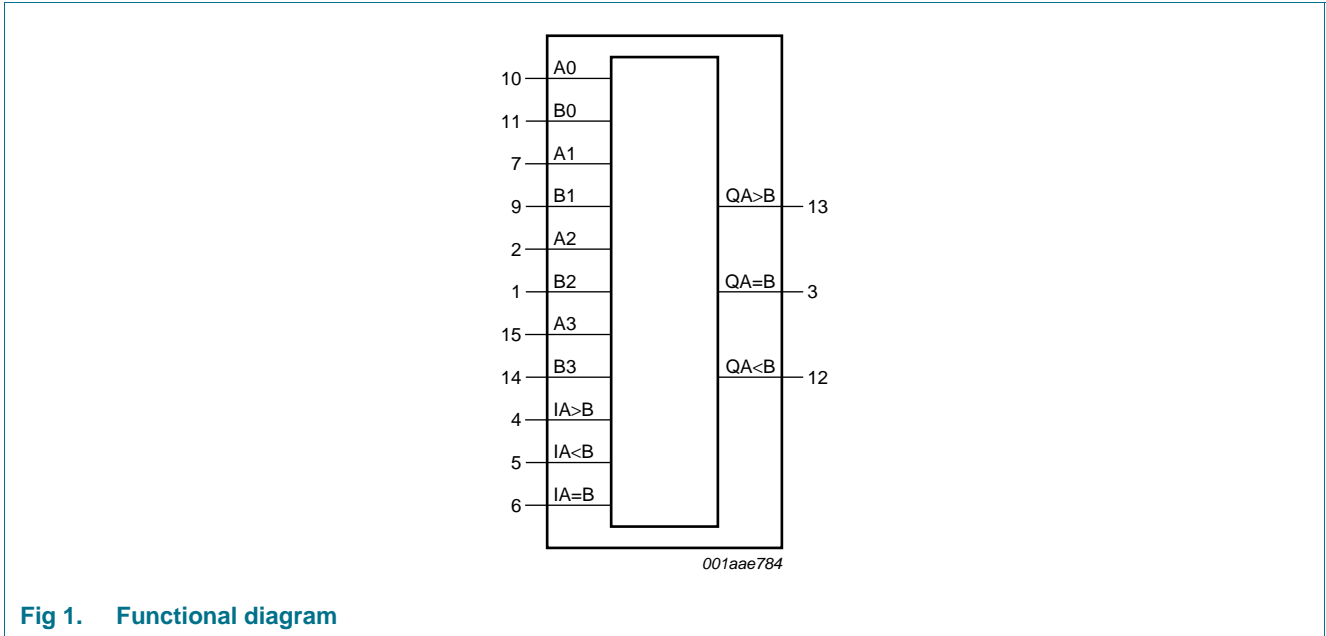 10 A0
11 B0
7 A1
9 B1 QA>B 13
2 A2
1 B2 QA=B 3
15 A3
14 B3 QA<B 12
4 IA>B
5 IA<B
6 IA=B
001aae784
Fig 1. Functional diagram